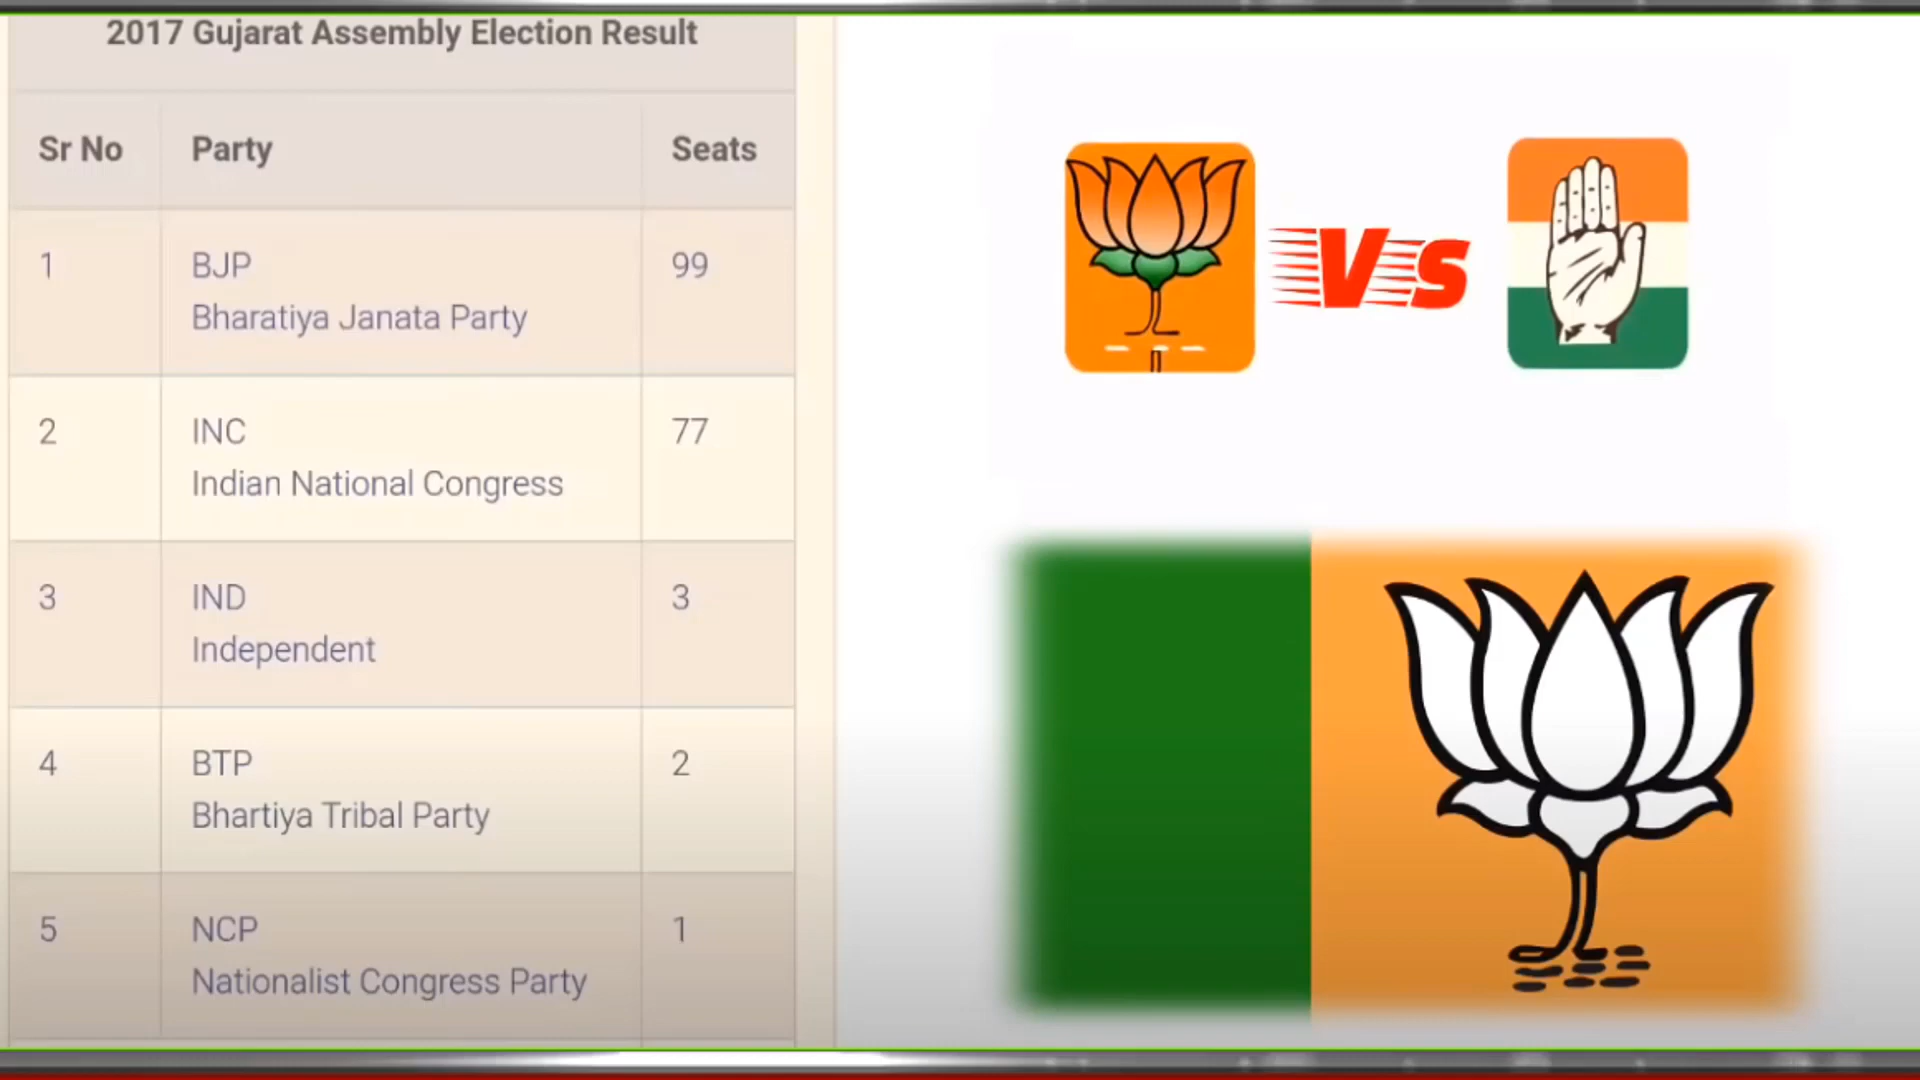 2017 Gujarat Assembly Election Result
Sr No Party Seats
1 BJP 99
Bharatiya Janata Party
2 INC 77
Indian National Congress
3 IND 3
Independent
4 BTP 2
Bhartiya Tribal Party
5 NCP 1
Nationalist Congress Party
Vs